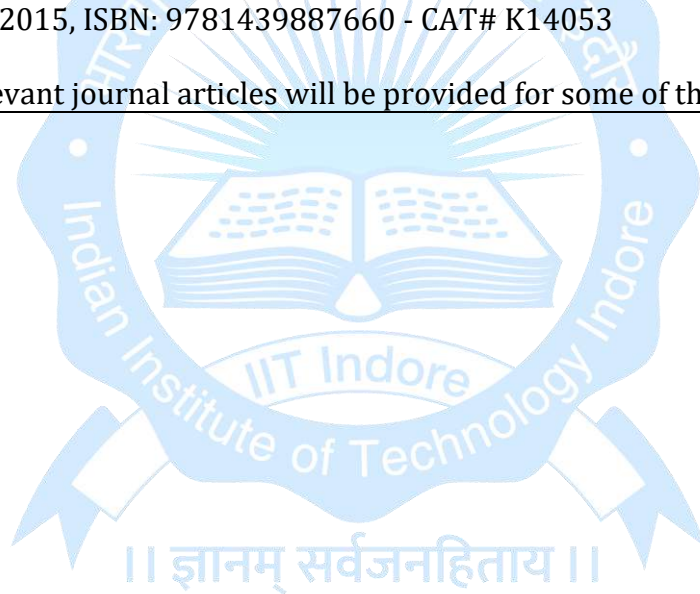 2015, ISBN: 9781439887660 - CAT# K14053
evant journal articles will be provided for some of th
Indian Institute of Technology Indore
IIT Indore
।। ज्ञानम् सर्वजनहिताय ।।